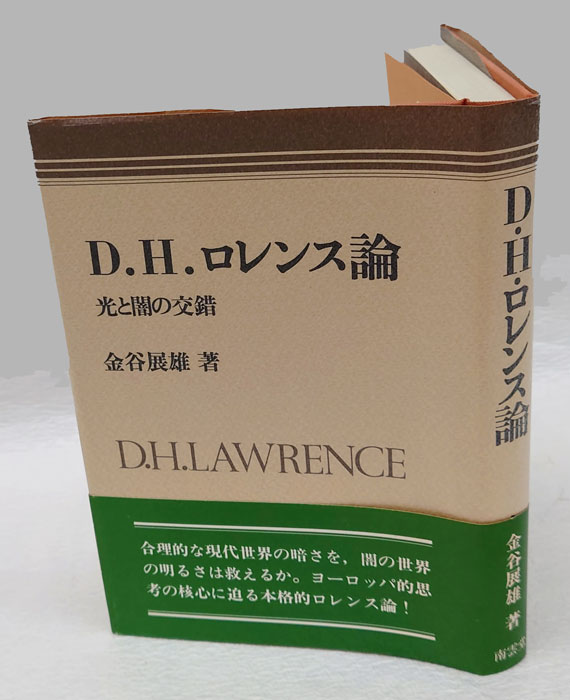 D.H.ロレンス論
光と闇の交錯
金谷展雄 著
D.H.LAWRENCE
合理的な現代世界の暗さを，闇の世界
の明るさは救えるか。ヨーロッパ的思
考の核心に迫る本格的ロレンス論！
D・H・ロレンス論
金谷展雄 著
南雲堂